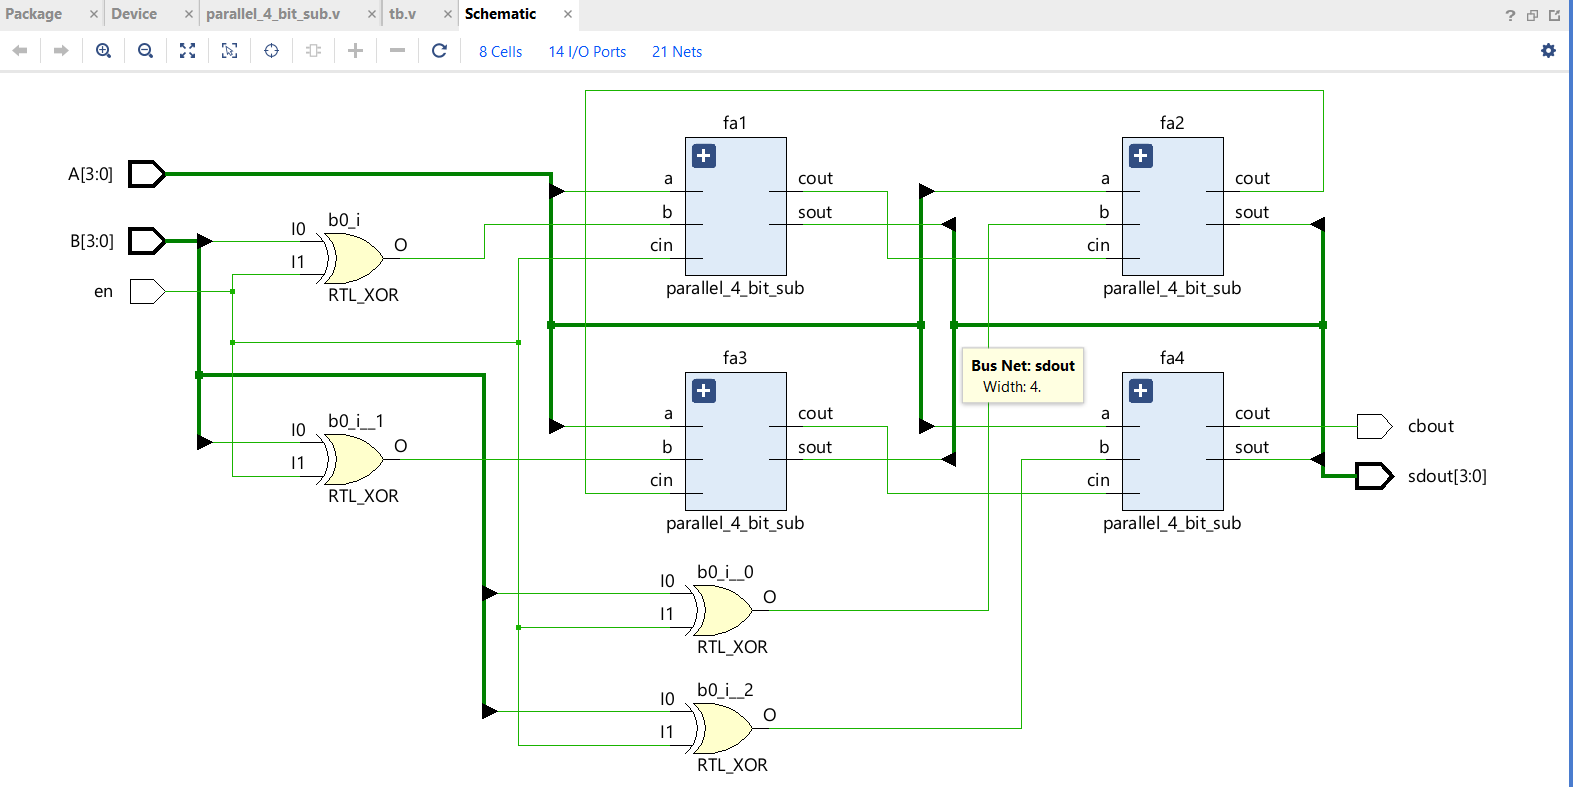 Package × Device × parallel_4_bit_sub.v × tb.v × Schematic ×
?
8 Cells 14 I/O Ports 21 Nets
fa1 fa2
A[3:0]
a cout a cout
b0_i
b sout b sout
I0
B[3:0]
O
cin cin
I1
en
RTL_XOR
parallel_4_bit_sub parallel_4_bit_sub
fa3 fa4
Bus Net: sdout
Width: 4.
b0_i__1
a cout a cout
I0
cbout
O
b sout b sout
I1
cin cin
sdout[3:0]
RTL_XOR
parallel_4_bit_sub parallel_4_bit_sub
b0_i__0
I0
O
I1
RTL_XOR
b0_i__2
I0
O
I1
RTL_XOR